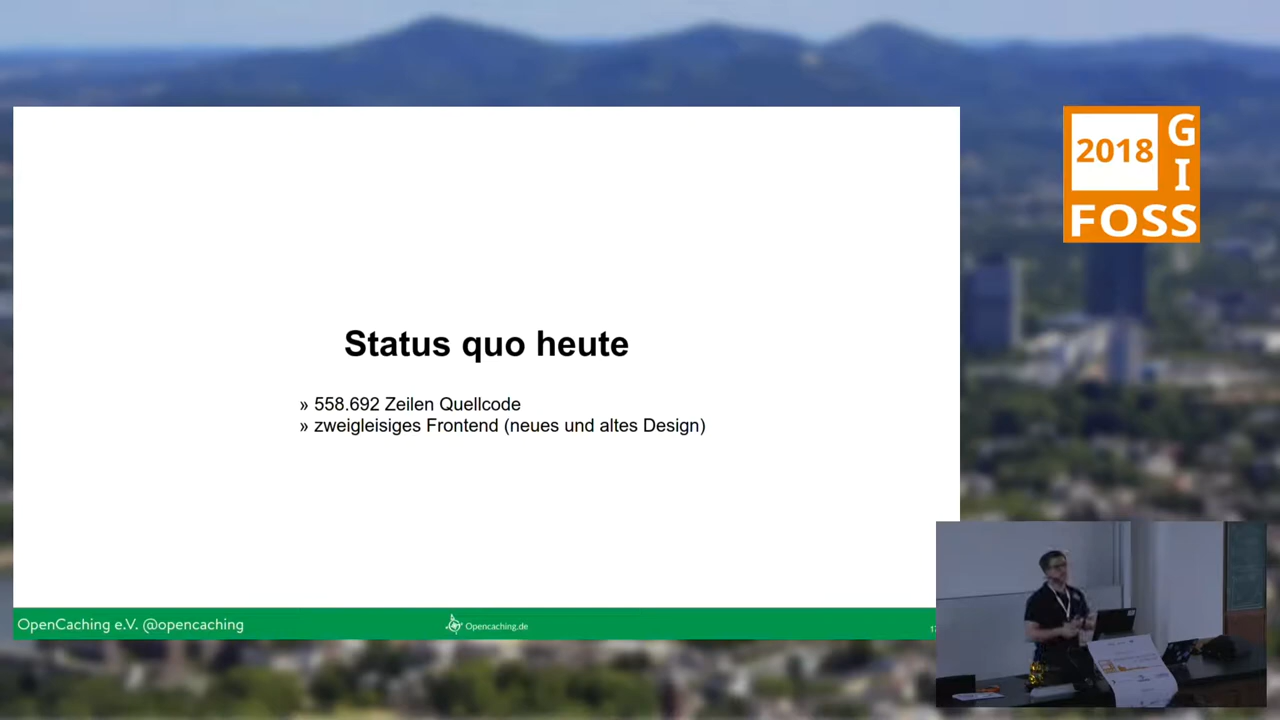 2018
G
I
FOSS
Status quo heute
» 558.692 Zeilen Quellcode
» zweigleisiges Frontend (neues und altes Design)
OpenCaching e.V. @opencaching
Opencaching.de